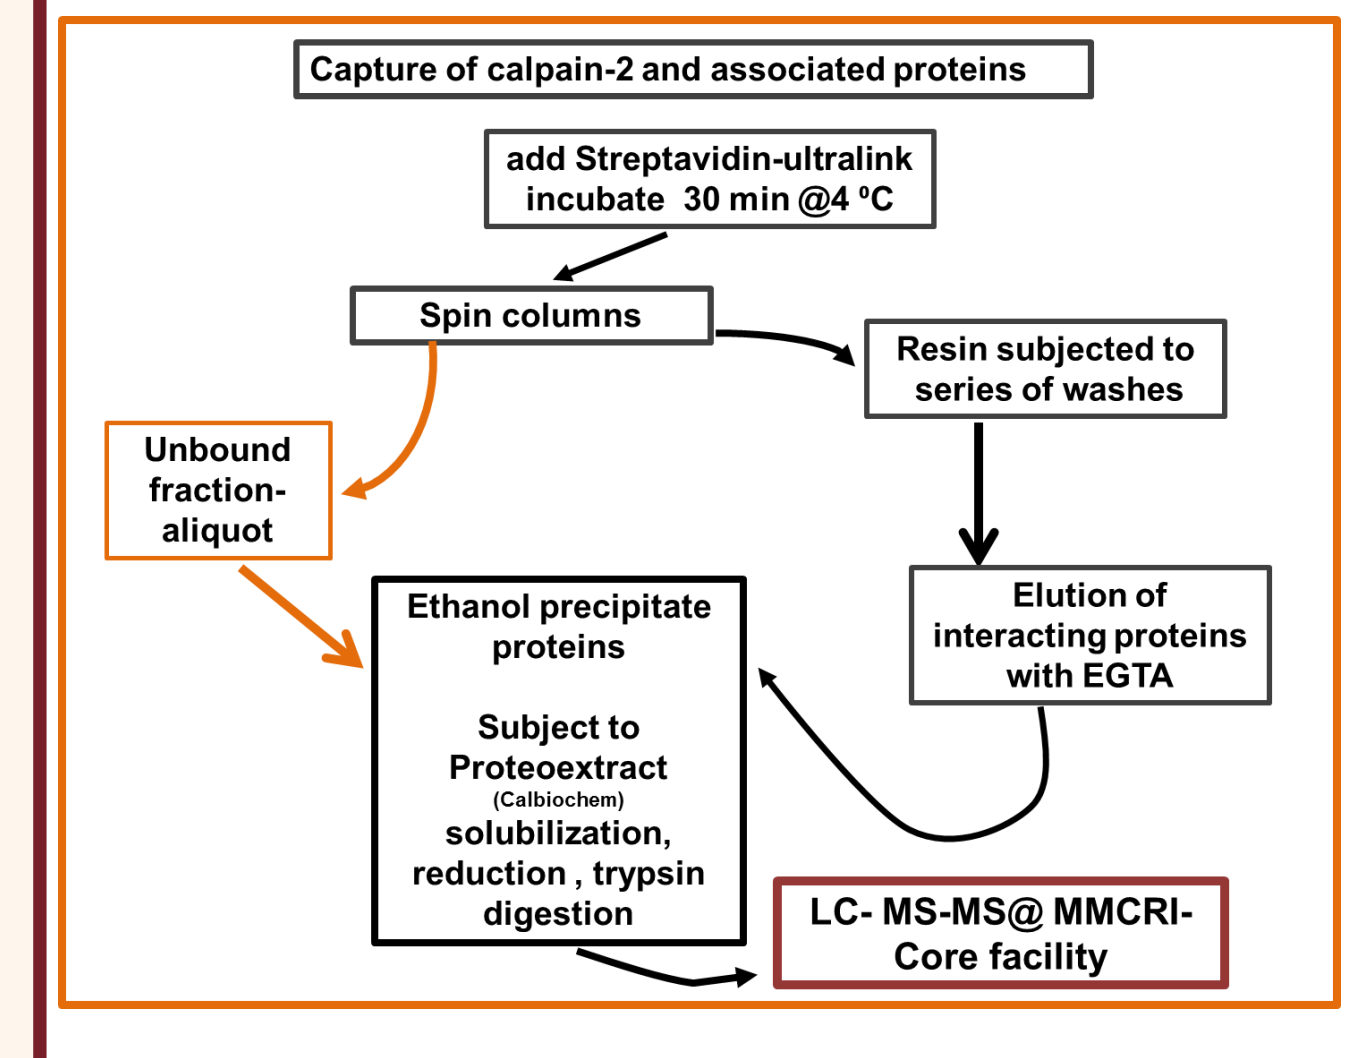 Capture of calpain-2 and associated proteins
add Streptavidin-ultralink
incubate 30 min @4 ⁰C
Spin columns
Resin subjected to
series of washes
Unbound
fraction-
aliquot
Elution of
interacting proteins
with EGTA
Ethanol precipitate
proteins
Subject to
Proteoextract
(Calbiochem)
solubilization,
reduction , trypsin
digestion
LC- MS-MS@ MMCRI-
Core facility